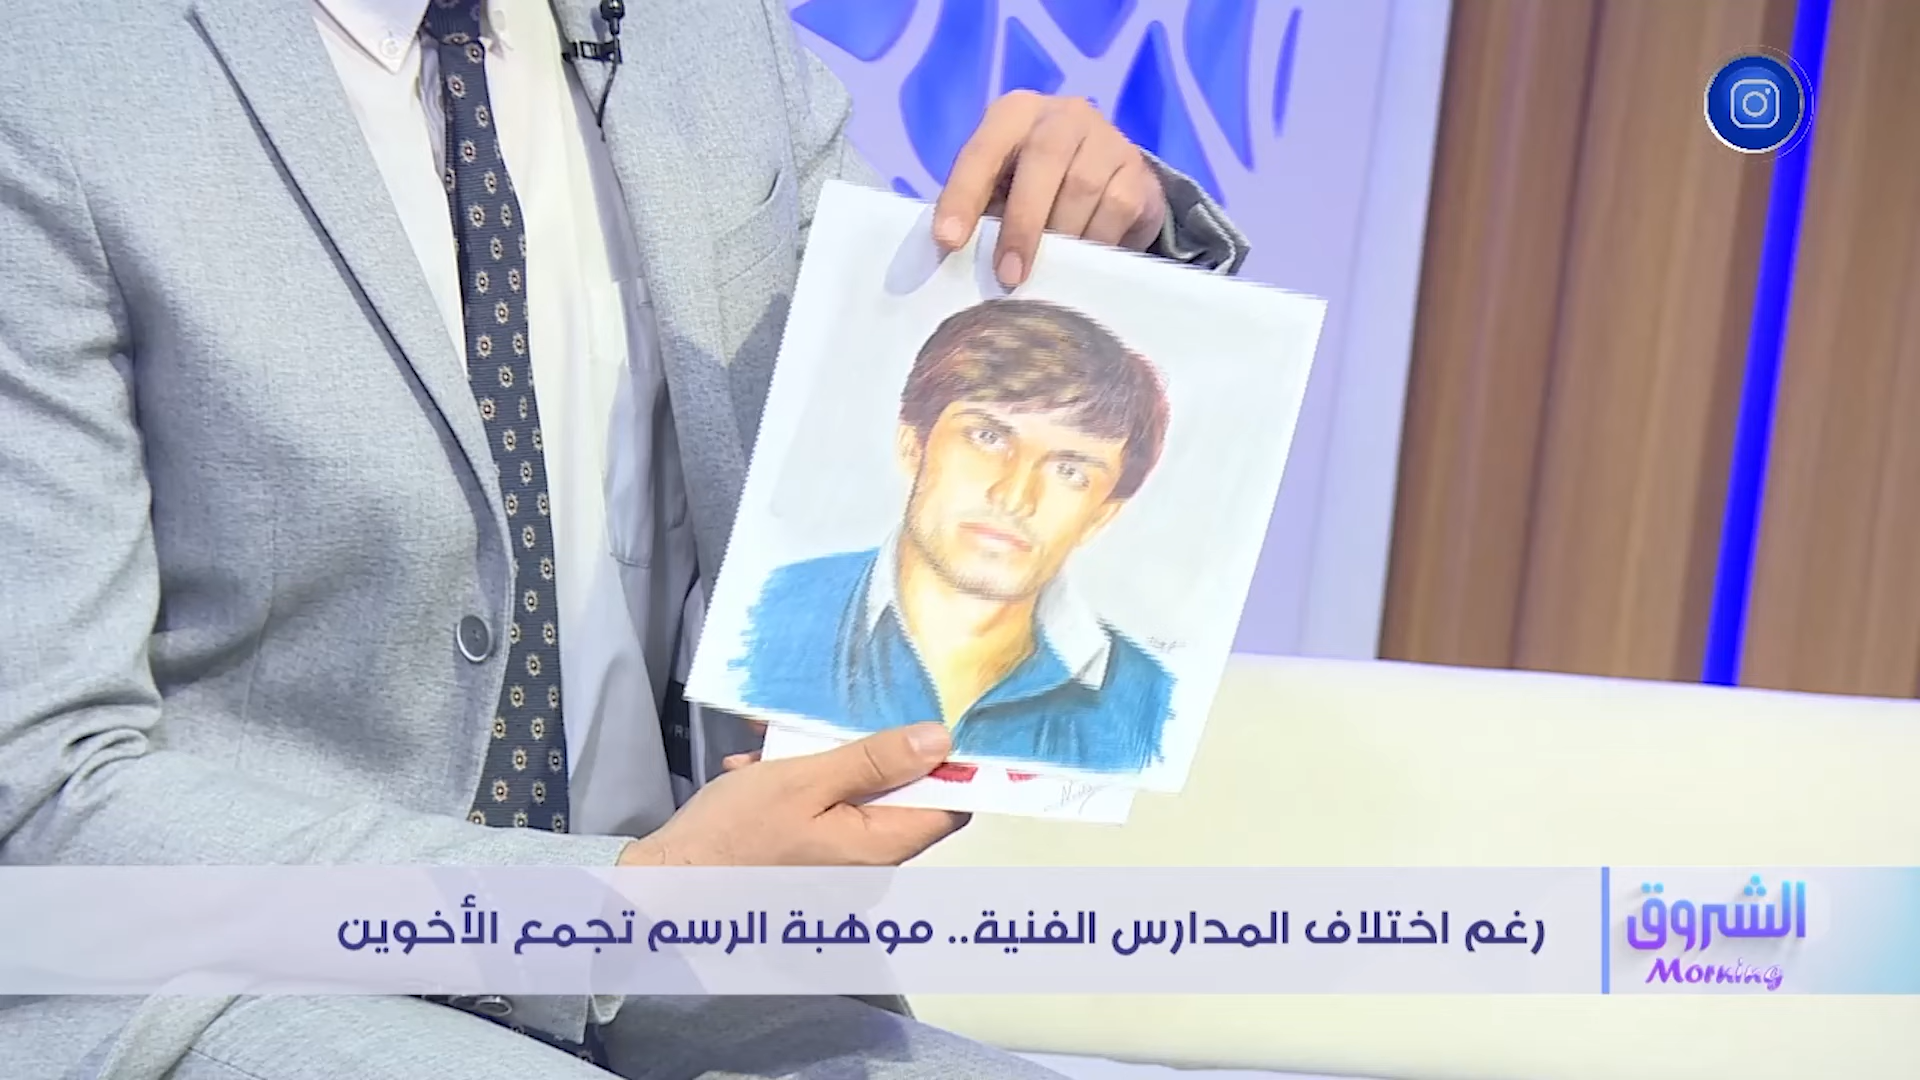 رغم اختلاف المدارس الفنية.. موهبة الرسم تجمع الأخوين
الشروق
Morning